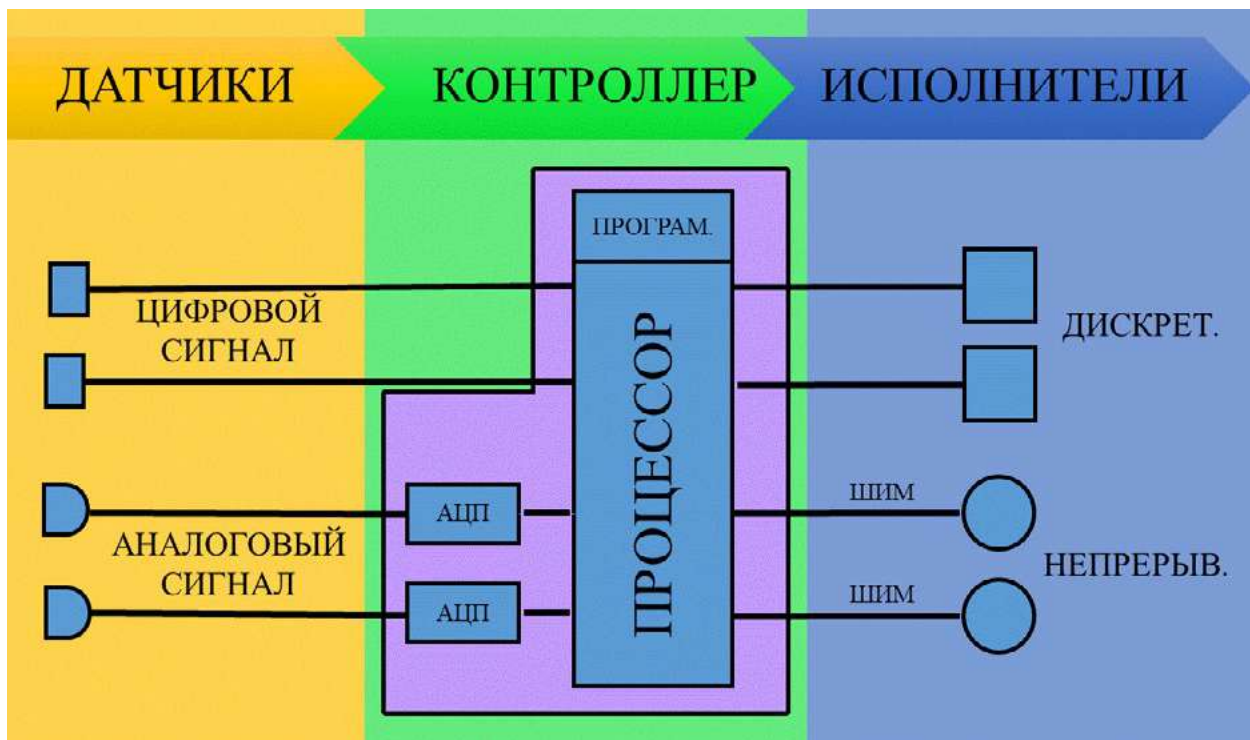 ДАТЧИКИ
КОНТРОЛЛЕР
ИСПОЛНИТЕЛИ
ПРОГРАМ.
ЦИФРОВОЙ
СИГНАЛ
ДИСКРЕТ.
ПРОЦЕССОР
АЦП
ШИМ
АНАЛОГОВЫЙ
СИГНАЛ
НЕПРЕРЫВ.
АЦП
ШИМ